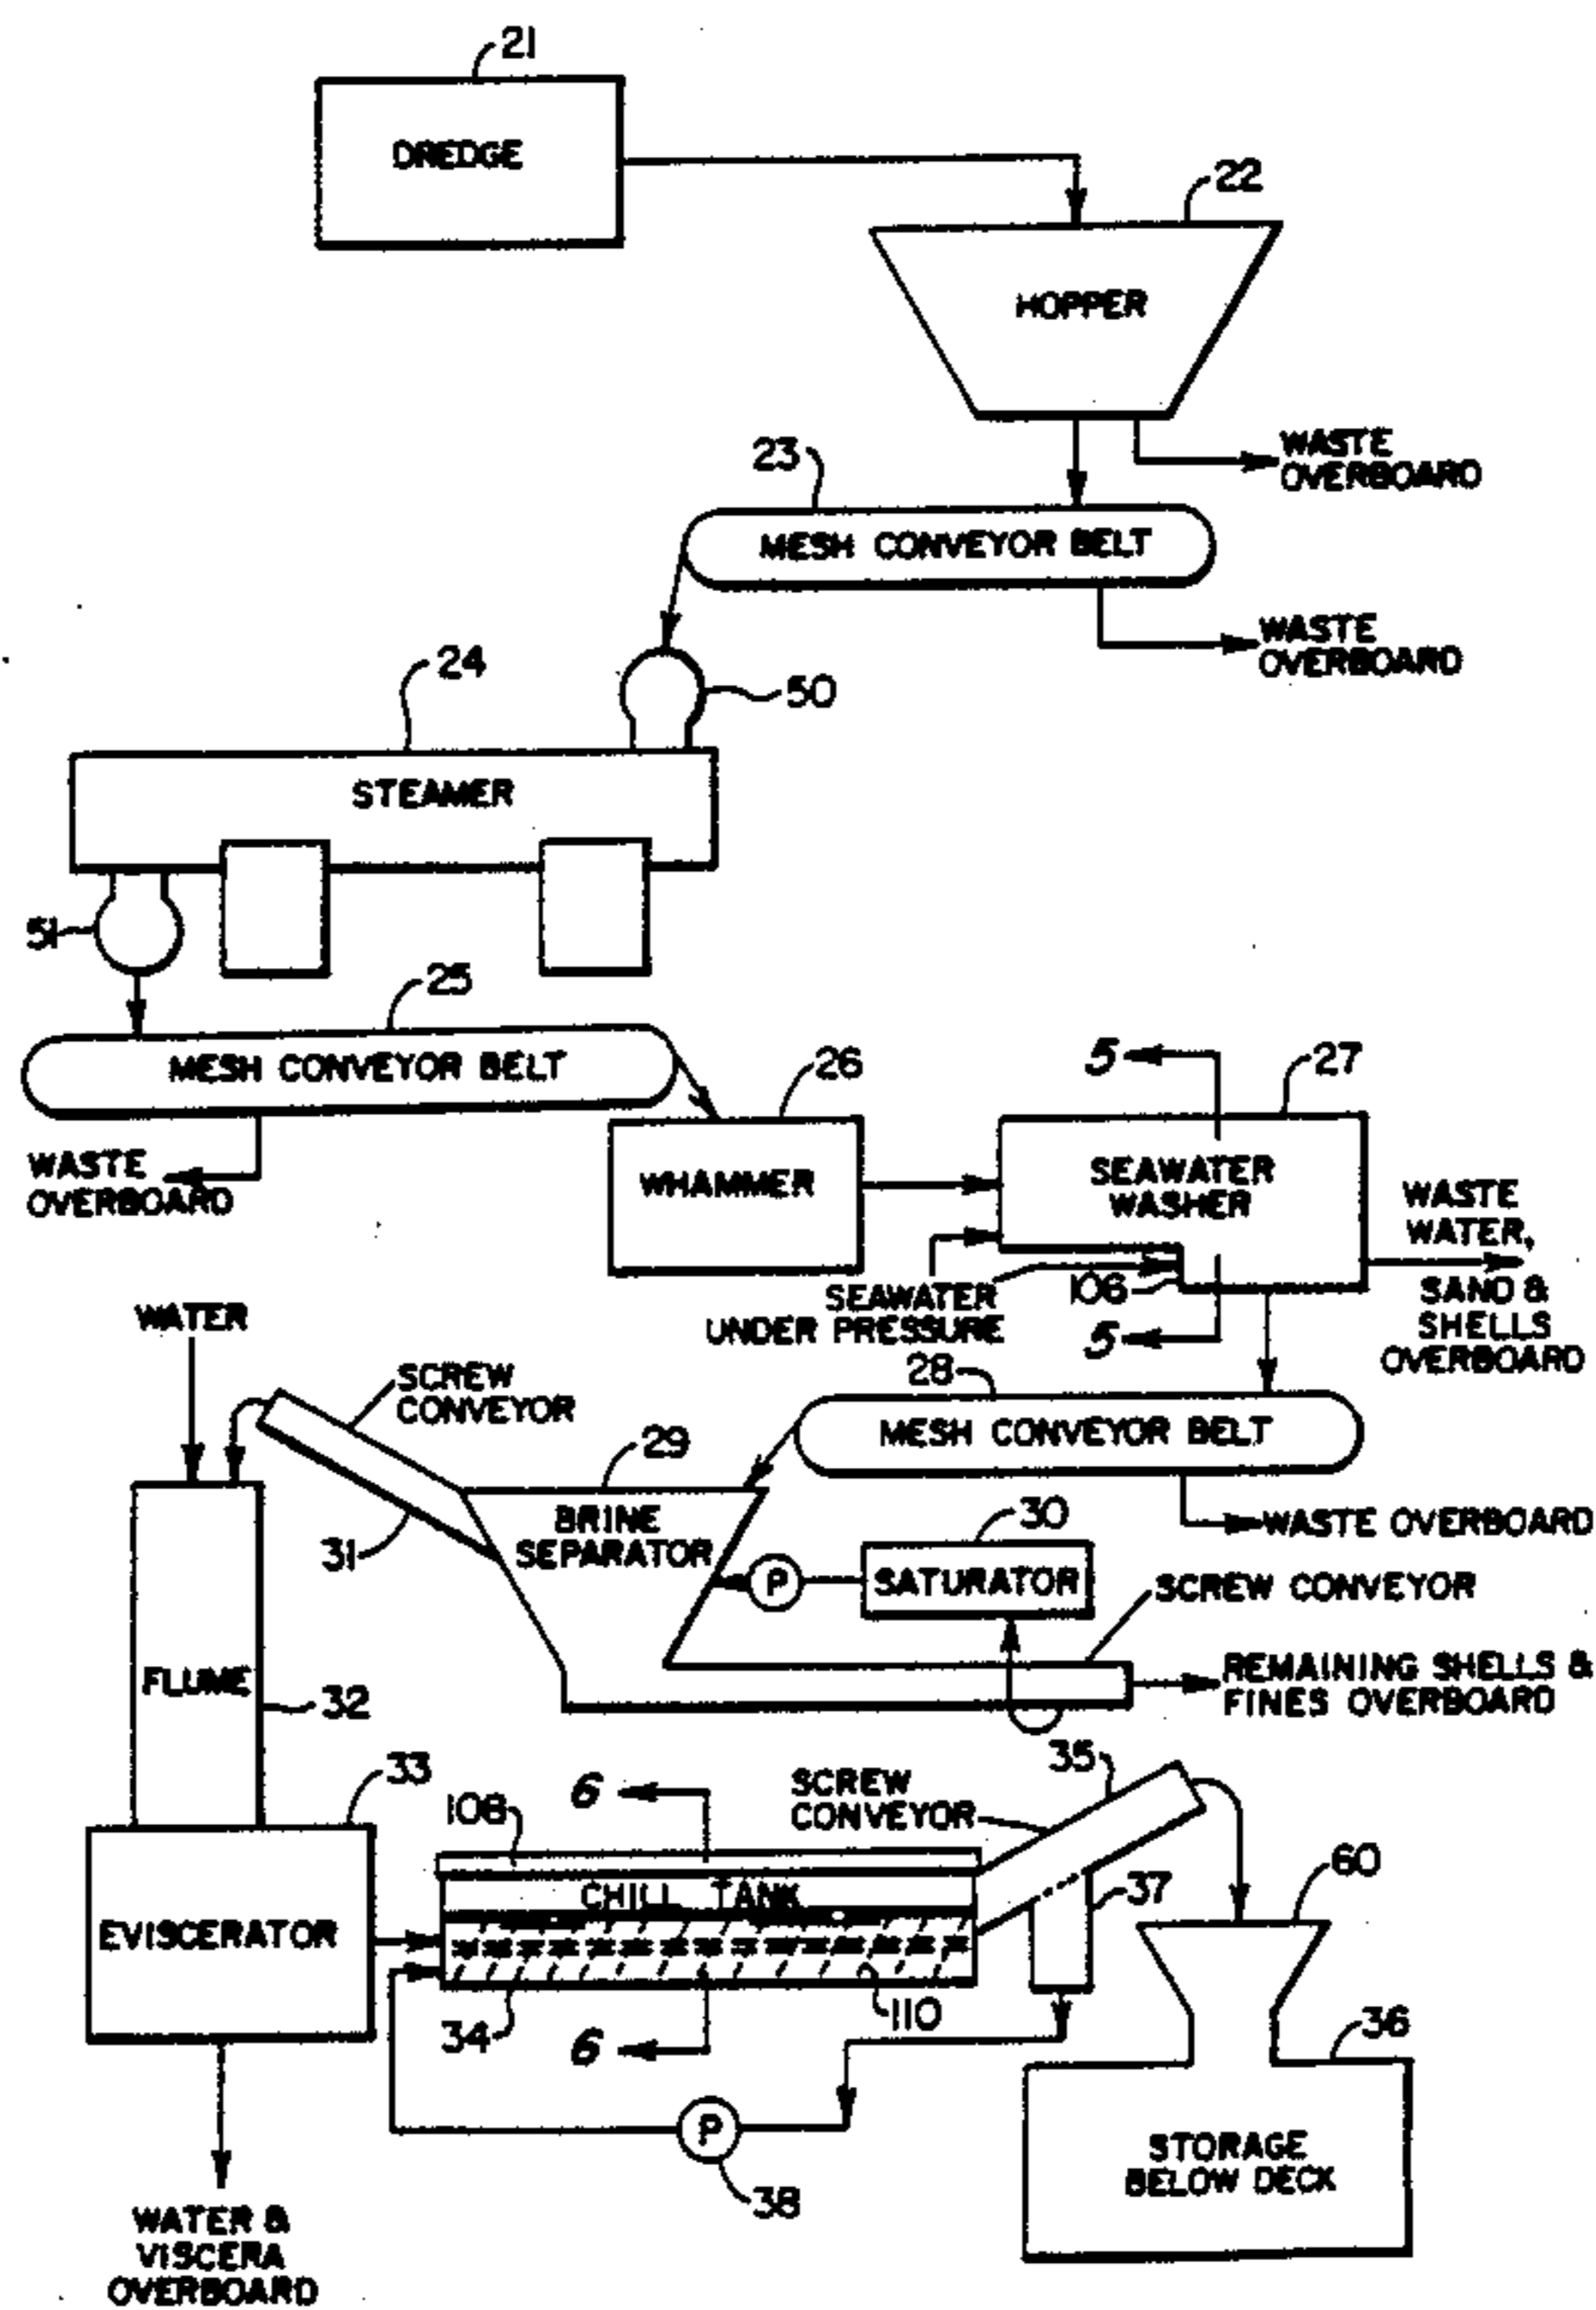 21
DREDGE
22
HOPPER
WASTE
OVERBOARD
23
MESH CONVEYOR BELT
WASTE
OVERBOARD
24
50
STEAMER
51
25
MESH CONVEYOR BELT
WASTE
OVERBOARD
26
WHAMMER
5
27
SEAWATER
WASHER
WASTE
WATER,
SAND &
SHELLS
OVERBOARD
SEAWATER
UNDER PRESSURE
106
5
WATER
SCREW
CONVEYOR
28
MESH CONVEYOR BELT
WASTE OVERBOARD
29
BRINE
SEPARATOR
31
30
P
SATURATOR
SCREW CONVEYOR
REMAINING SHELLS &
FINES OVERBOARD
FLUME
32
33
EVISCERATOR
108
6
SCREW
CONVEYOR
35
CHILL TANK
37
60
34
6
110
36
P
38
STORAGE
BELOW DECK
WATER &
VISCERA
OVERBOARD